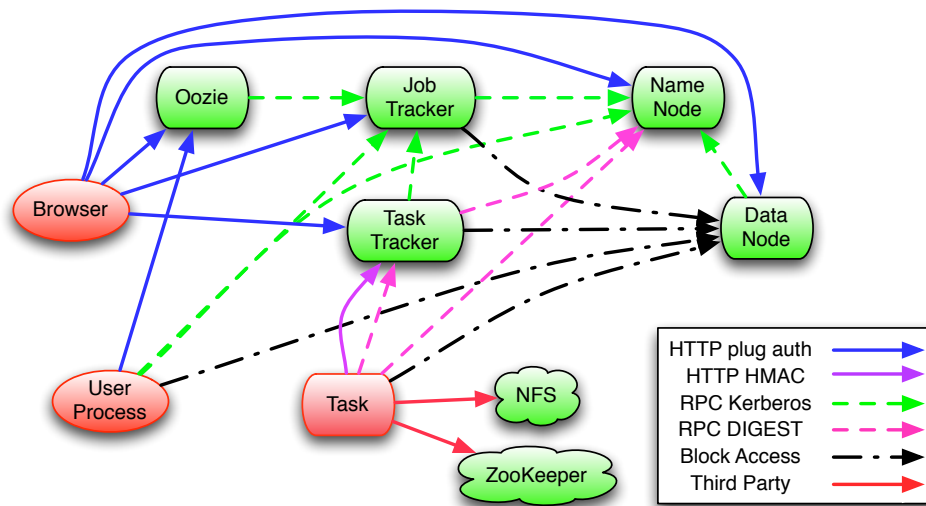 Oozie
Job
Tracker
Name
Node
Browser
Task
Tracker
Data
Node
User
Process
Task
NFS
ZooKeeper
HTTP plug auth
HTTP HMAC
RPC Kerberos
RPC DIGEST
Block Access
Third Party